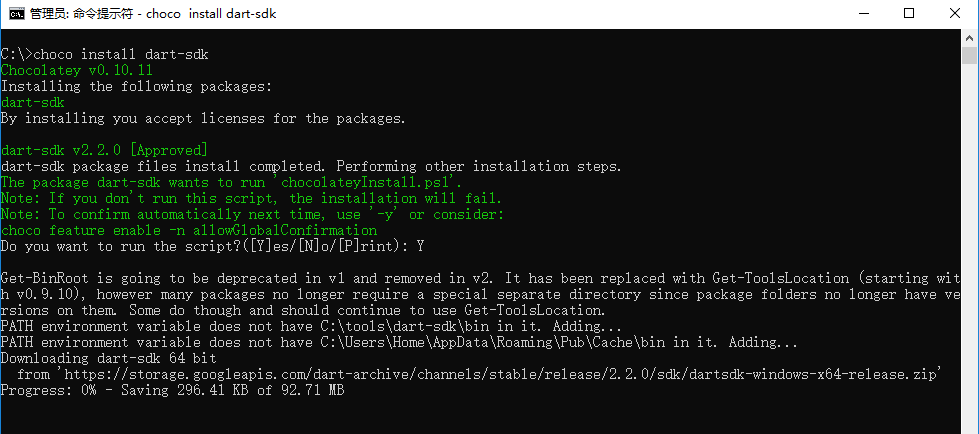 管理员: 命令提示符 - choco  install dart-sdk
C:\>choco install dart-sdk
Chocolatey v0.10.11
Installing the following packages:
dart-sdk
By installing you accept licenses for the packages.
dart-sdk v2.2.0 [Approved]
dart-sdk package files install completed. Performing other installation steps.
The package dart-sdk wants to run 'chocolateyInstall.ps1'.
Note: If you don't run this script, the installation will fail.
Note: To confirm automatically next time, use '-y' or consider:
choco feature enable -n allowGlobalConfirmation
Do you want to run the script?([Y]es/[N]o/[P]rint): Y
Get-BinRoot is going to be deprecated in v1 and removed in v2. It has been replaced with Get-ToolsLocation (starting wit
h v0.9.10), however many packages no longer require a special separate directory since package folders no longer have ve
rsions on them. Some do though and should continue to use Get-ToolsLocation.
PATH environment variable does not have C:\tools\dart-sdk\bin in it. Adding...
PATH environment variable does not have C:\Users\Home\AppData\Roaming\Pub\Cache\bin in it. Adding...
Downloading dart-sdk 64 bit
  from 'https://storage.googleapis.com/dart-archive/channels/stable/release/2.2.0/sdk/dartsdk-windows-x64-release.zip'
Progress: 0% - Saving 296.41 KB of 92.71 MB